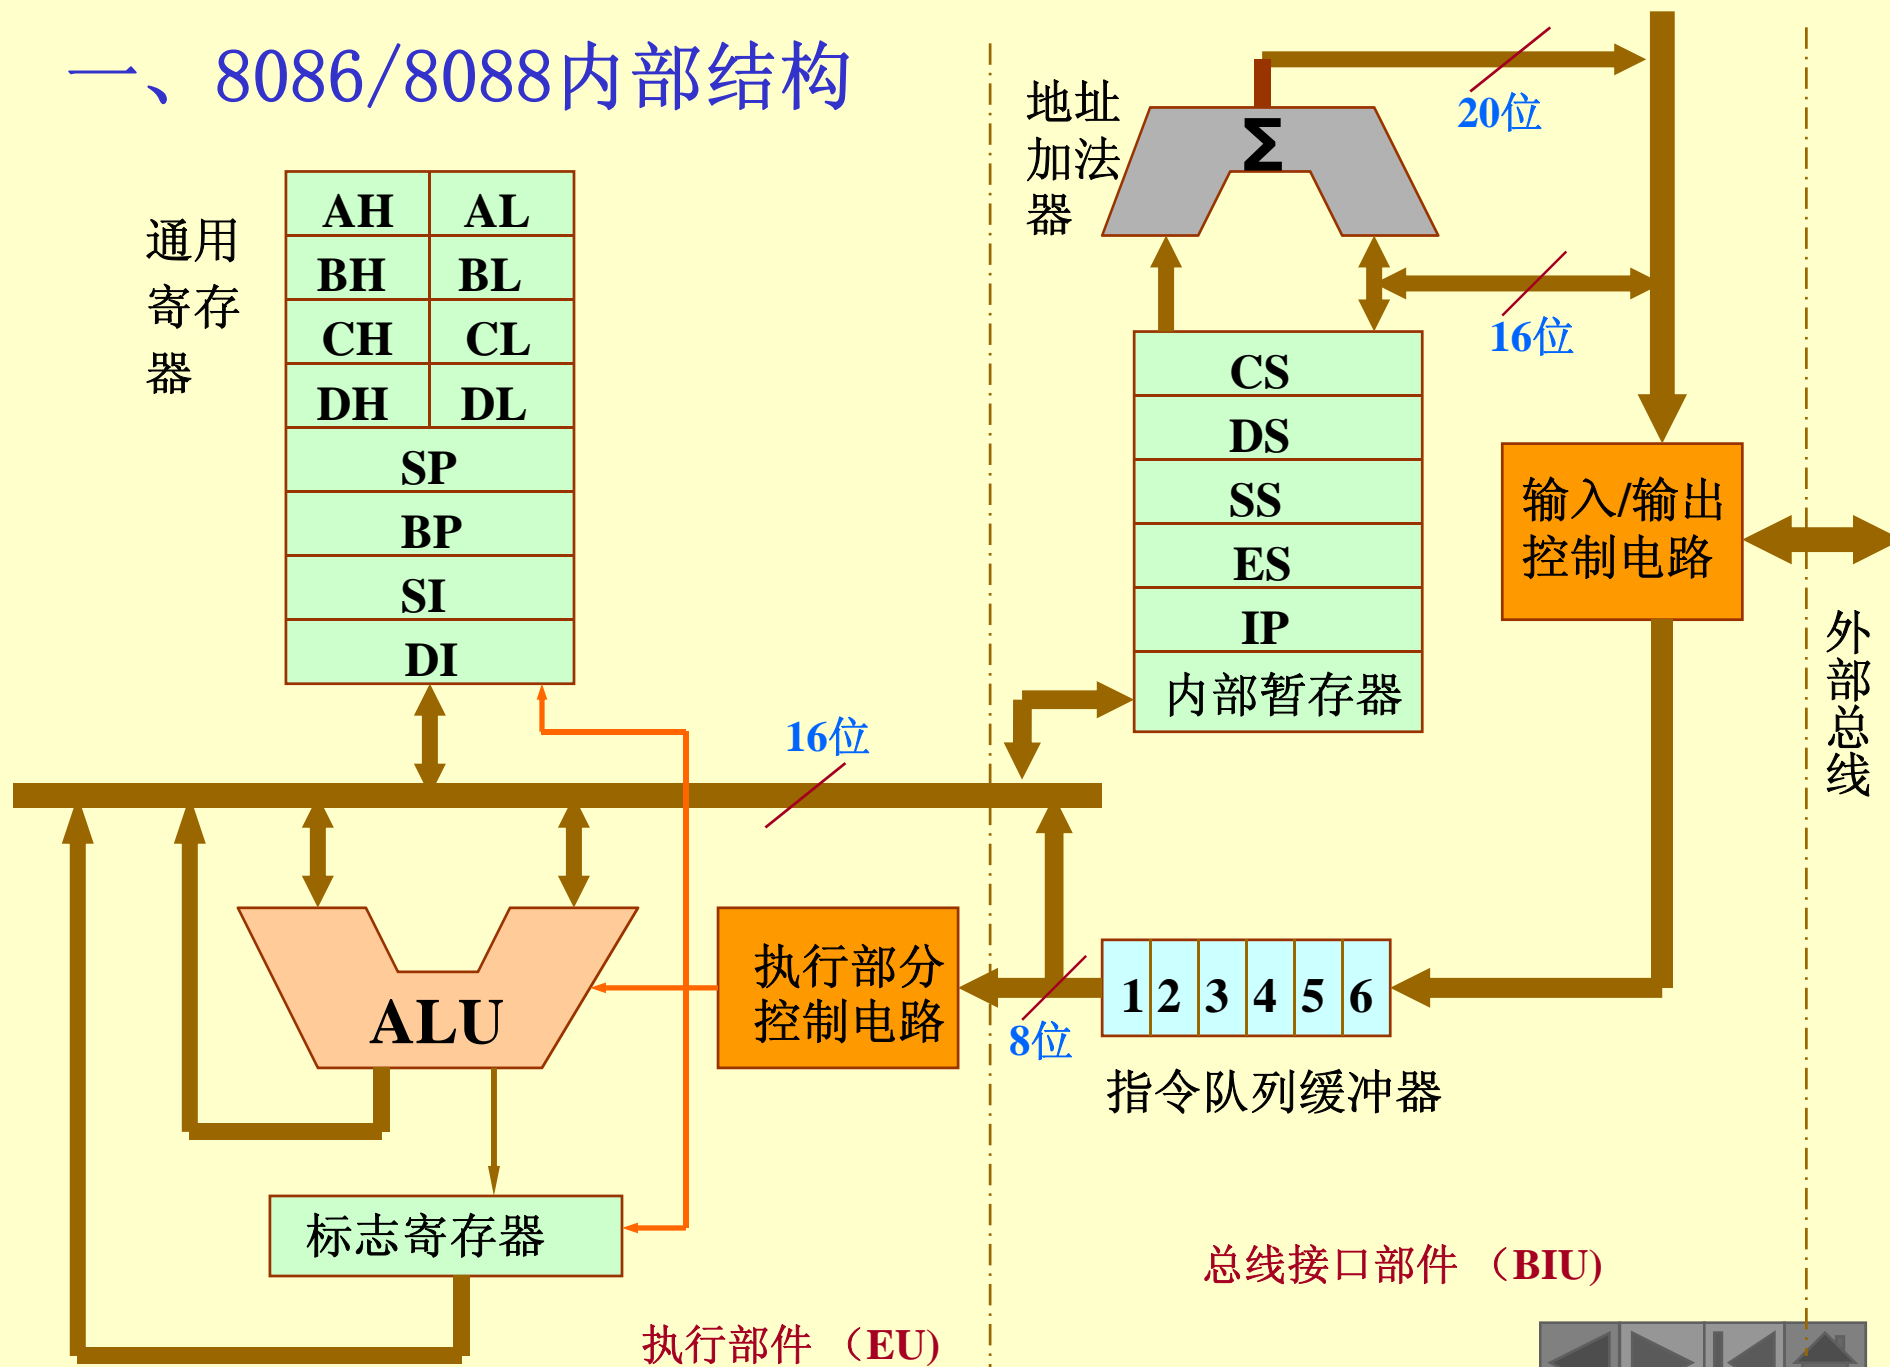 一、8086/8088内部结构
通用
寄存
器
AH AL
BH BL
CH CL
DH DL
SP
BP
SI
DI
16位
ALU
标志寄存器
执行部分
控制电路
执行部件 （EU)
地址
加法
器
Σ
20位
16位
CS
DS
SS
ES
IP
内部暂存器
输入/输出
控制电路
外部总线
8位
1 2 3 4 5 6
指令队列缓冲器
总线接口部件 （BIU)